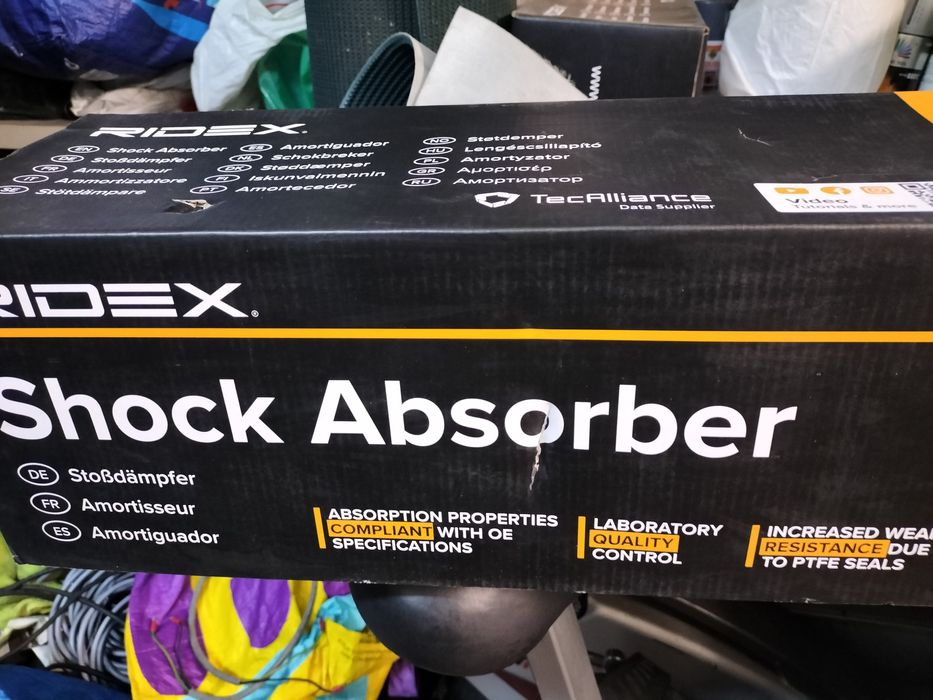 RIDEX®
EN Shock Absorber
DE Stoßdämpfer
FR Amortisseur
IT Ammortizzatore
SE Stötdämpare
ES Amortiguador
NL Schokbreker
DK Støddæmper
FI Iskunvaimennin
PT Amortecedor
NO Støtdemper
HU Lengéscsillapító
PL Amortyzator
GR Αμορτισέρ
RU Амортизатор
TecAlliance
Data Supplier
Video
Tutorials & more
RIDEX®
Shock Absorber
DE Stoßdämpfer
FR Amortisseur
ES Amortiguador
ABSORPTION PROPERTIES
COMPLIANT WITH OE
SPECIFICATIONS
LABORATORY
QUALITY
CONTROL
INCREASED WEA
RESISTANCE DUE
TO PTFE SEALS